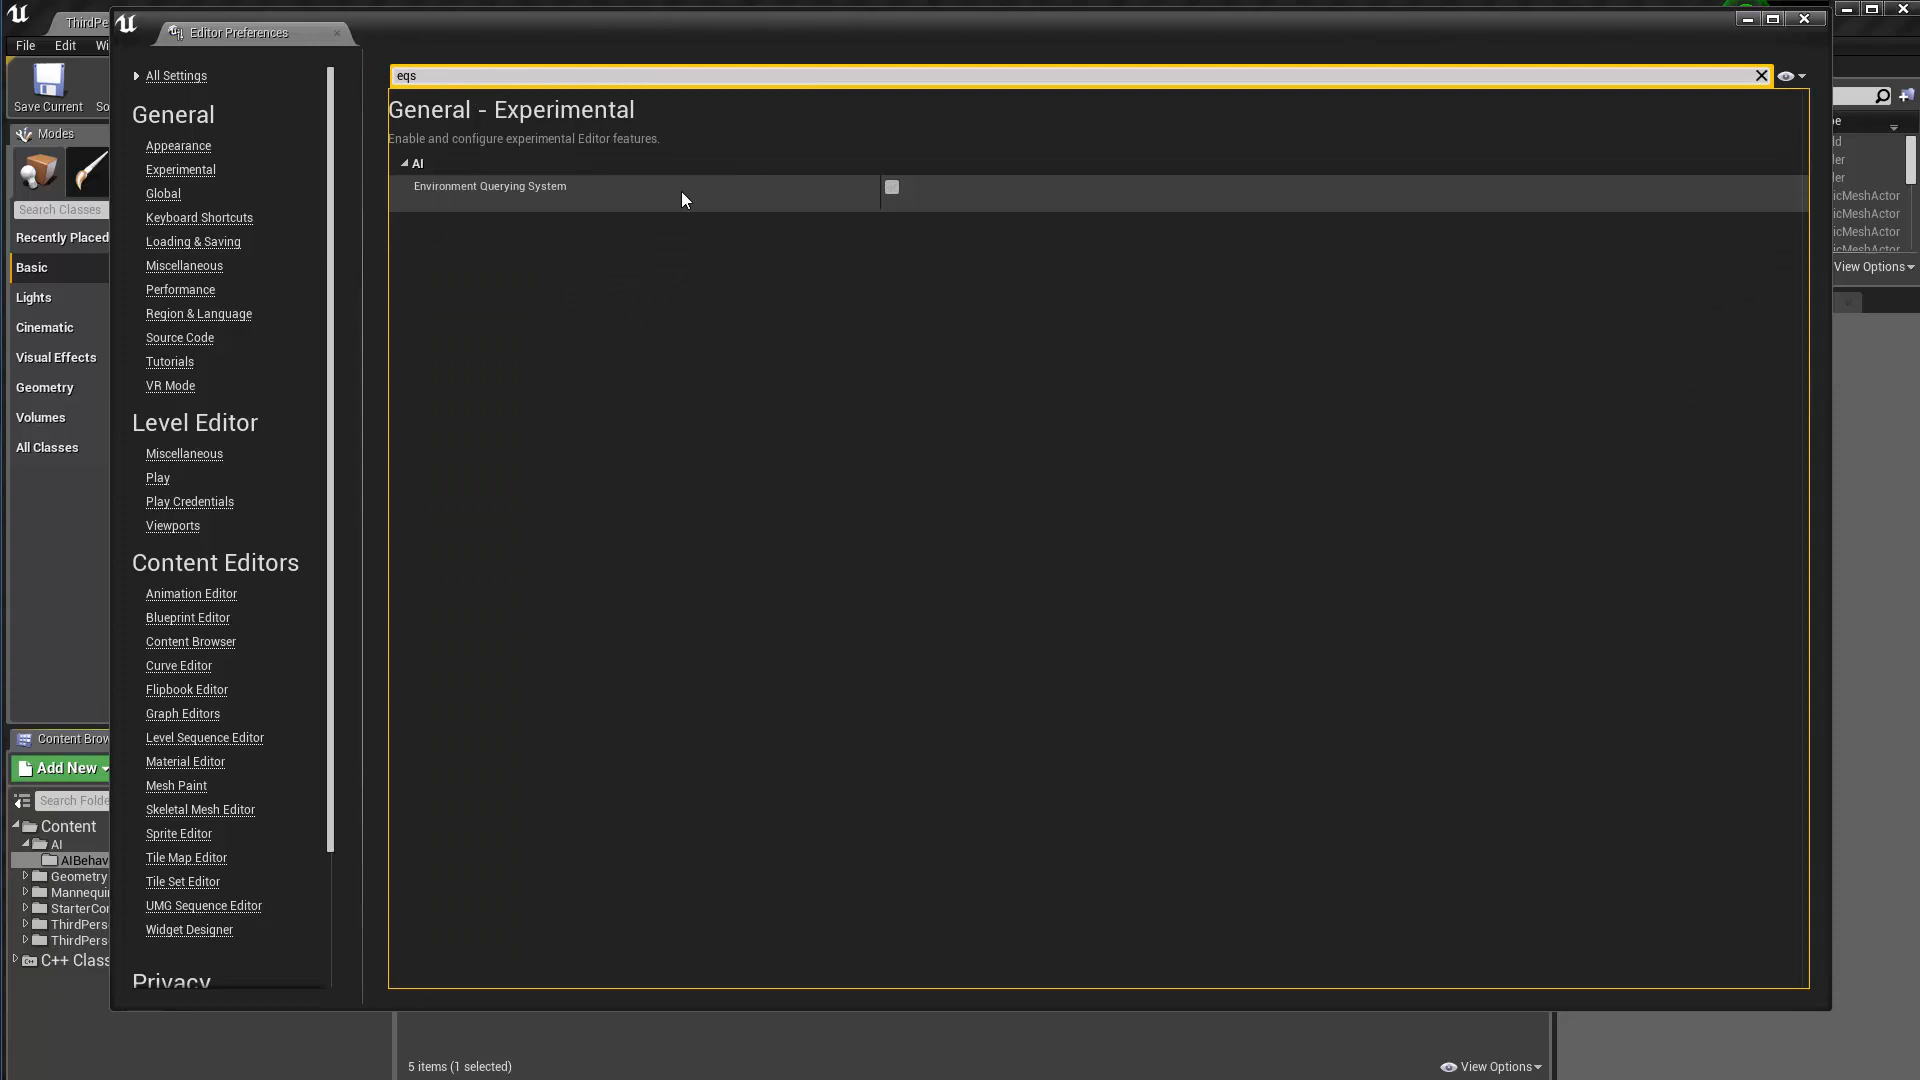 ThirdPe
Editor Preferences
File Edit Wi
Save Current So
Modes
Search Classes
Recently Placed
Basic
Lights
Cinematic
Visual Effects
Geometry
Volumes
All Classes
Content Brow
Add New
Search Folde
Content
AI
AIBehav
Geometry
Mannequi
StarterCon
ThirdPers
ThirdPers
C++ Class
All Settings
General
Appearance
Experimental
Global
Keyboard Shortcuts
Loading & Saving
Miscellaneous
Performance
Region & Language
Source Code
Tutorials
VR Mode
Level Editor
Miscellaneous
Play
Play Credentials
Viewports
Content Editors
Animation Editor
Blueprint Editor
Content Browser
Curve Editor
Flipbook Editor
Graph Editors
Level Sequence Editor
Material Editor
Mesh Paint
Skeletal Mesh Editor
Sprite Editor
Tile Map Editor
Tile Set Editor
UMG Sequence Editor
Widget Designer
Privacy
eqs
General - Experimental
Enable and configure experimental Editor features.
AI
Environment Querying System
pe
ld
der
der
icMeshActor
icMeshActor
icMeshActor
icMeshActor
View Options
5 items (1 selected)
View Options